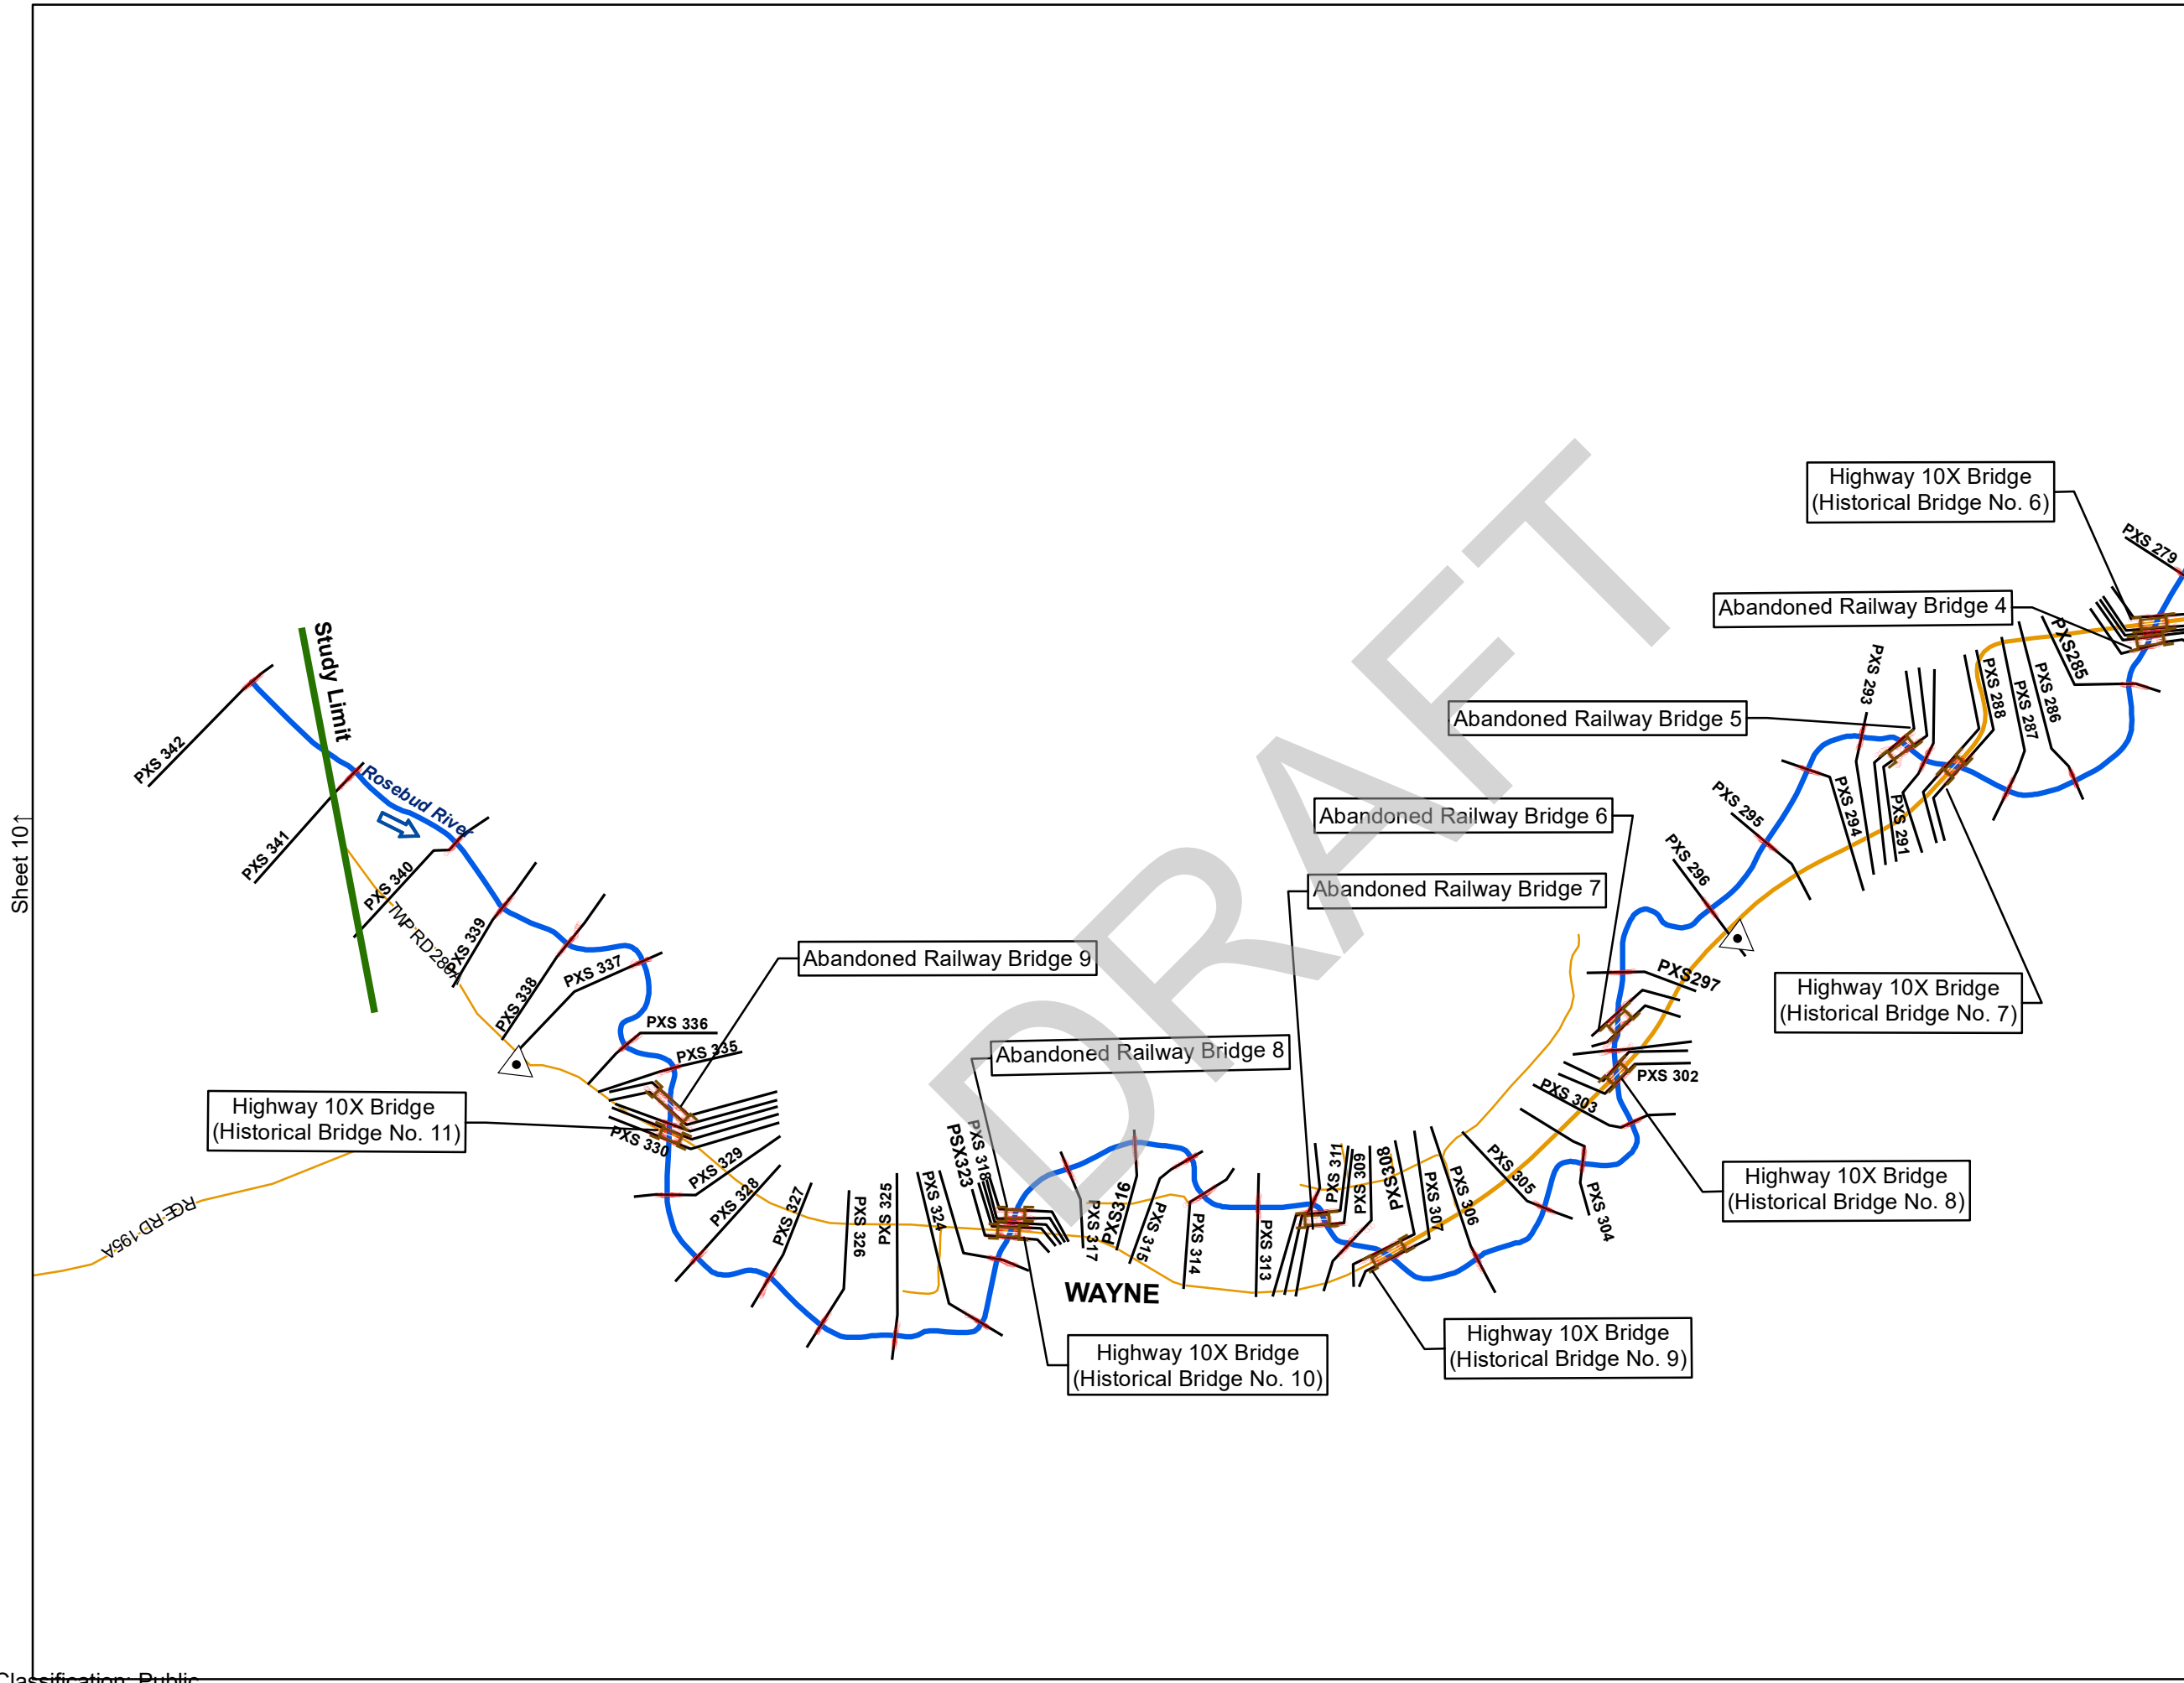 Highway 10X Bridge
(Historical Bridge No. 6)
PXS 279
Abandoned Railway Bridge 4
PXS285
PXS 286
PXS 287
PXS 288
PXS 293
Abandoned Railway Bridge 5
PXS 291
PXS 294
PXS 295
PXS 296
Study Limit
PXS 342
Rosebud River
PXS 341
PXS 340
TWP RD280A
PXS 339
PXS 338
PXS 337
PXS 336
PXS 335
Sheet 10↑
Abandoned Railway Bridge 6
Abandoned Railway Bridge 7
Abandoned Railway Bridge 9
Abandoned Railway Bridge 8
PXS297
Highway 10X Bridge
(Historical Bridge No. 7)
PXS 302
PXS 303
Highway 10X Bridge
(Historical Bridge No. 11)
PXS 330
PXS 329
PXS 328
PXS 327
PXS 326
PXS 325
PXS 324
PSX323
PXS 318
PXS 317
PXS316
PXS 315
PXS 314
PXS 313
PXS 311
PXS309
PXS308
PXS 307
PXS 306
PXS 305
PXS 304
Highway 10X Bridge
(Historical Bridge No. 8)
RGE RD 195A
WAYNE
Highway 10X Bridge
(Historical Bridge No. 10)
Highway 10X Bridge
(Historical Bridge No. 9)
DRAFT
Classification: Public